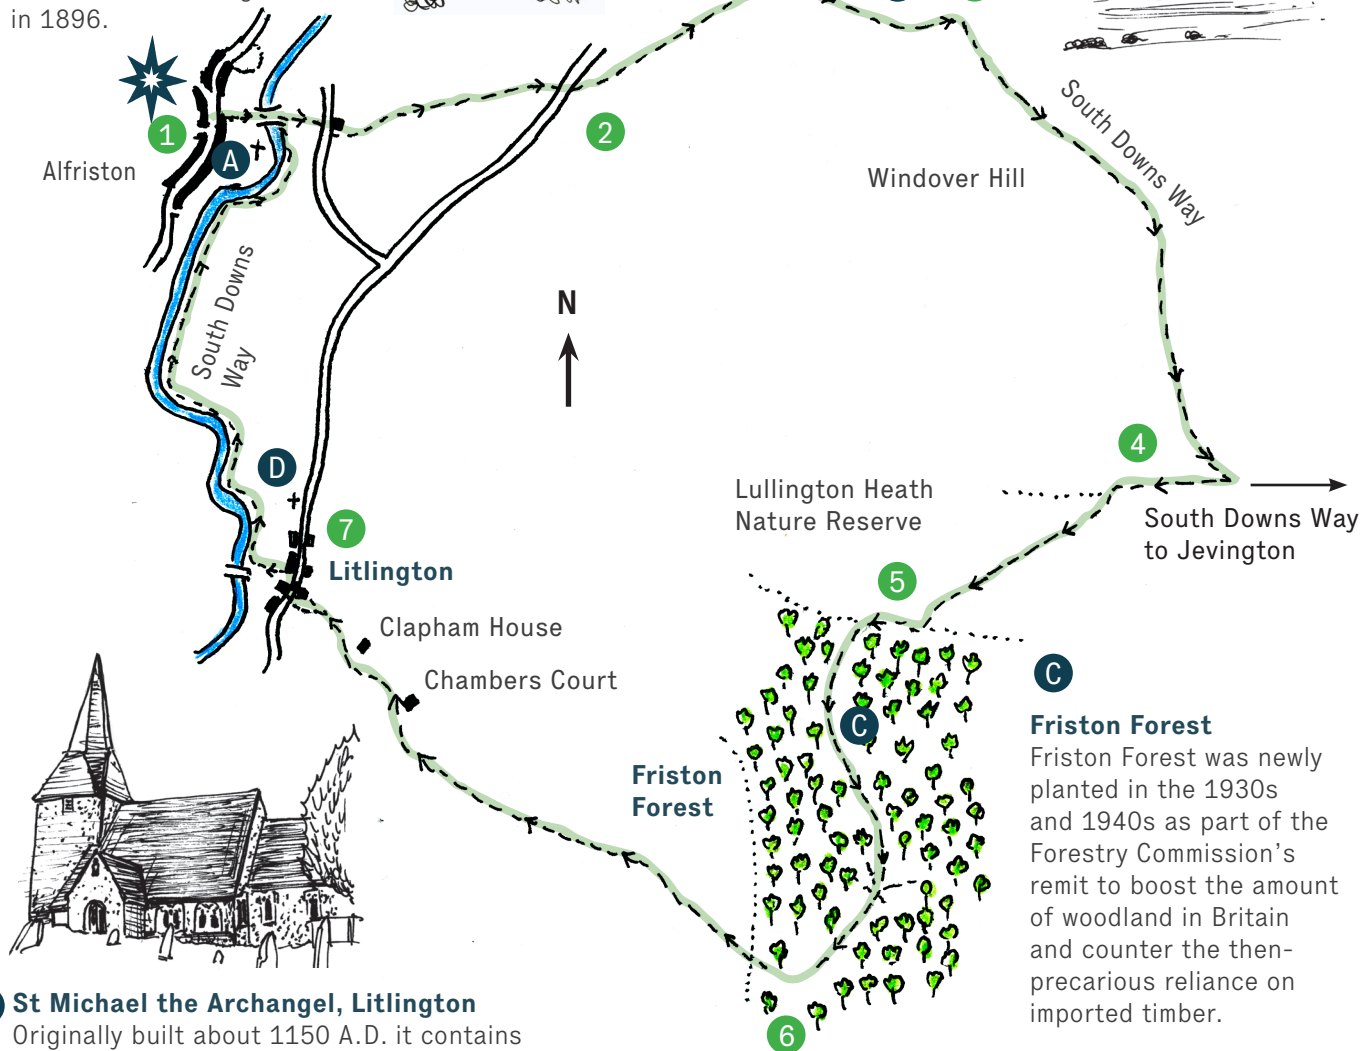 in 1896.
1
A
Alfriston
2
Windover Hill
South Downs Way
South Downs
Way
N
4
D
Lullington Heath
Nature Reserve
South Downs Way
to Jevington
7
Litlington
5
Clapham House
Chambers Court
C
C
Friston
Forest
Friston Forest
Friston Forest was newly
planted in the 1930s
and 1940s as part of the
Forestry Commission's
remit to boost the amount
of woodland in Britain
and counter the then-
precarious reliance on
imported timber.
6
St Michael the Archangel, Litlington
Originally built about 1150 A.D. it contains